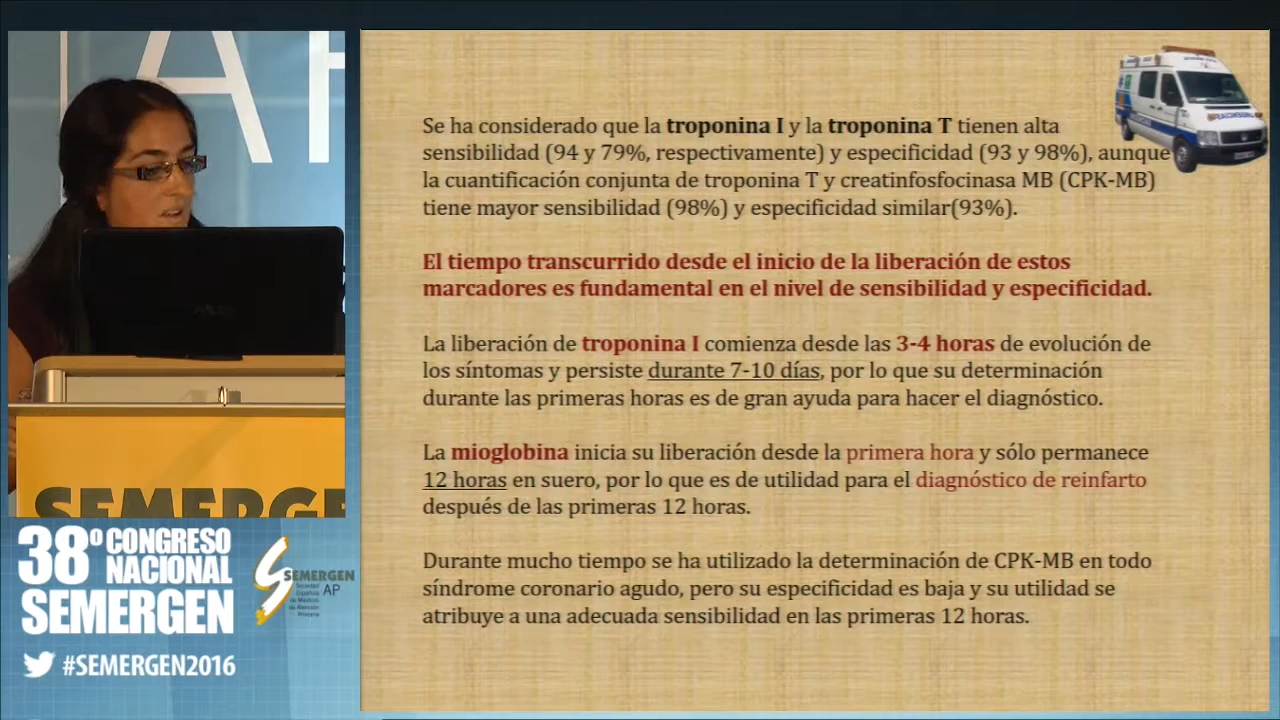 Se ha considerado que la troponina I y la troponina T tienen alta
sensibilidad (94 y 79%, respectivamente) y especificidad (93 y 98%), aunque
la cuantificación conjunta de troponina T y creatinfosfocinasa MB (CPK-MB)
tiene mayor sensibilidad (98%) y especificidad similar(93%).
El tiempo transcurrido desde el inicio de la liberación de estos
marcadores es fundamental en el nivel de sensibilidad y especificidad.
La liberación de troponina I comienza desde las 3-4 horas de evolución de
los síntomas y persiste durante 7-10 días, por lo que su determinación
durante las primeras horas es de gran ayuda para hacer el diagnóstico.
La mioglobina inicia su liberación desde la primera hora y sólo permanece
12 horas en suero, por lo que es de utilidad para el diagnóstico de reinfarto
después de las primeras 12 horas.
Durante mucho tiempo se ha utilizado la determinación de CPK-MB en todo
síndrome coronario agudo, pero su especificidad es baja y su utilidad se
atribuye a una adecuada sensibilidad en las primeras 12 horas.
SEMERGE
38º CONGRESO
NACIONAL
SEMERGEN
#SEMERGEN2016
SEMERGEN
AP
Sociedad
Española
de Medicina
de Atención
Primaria